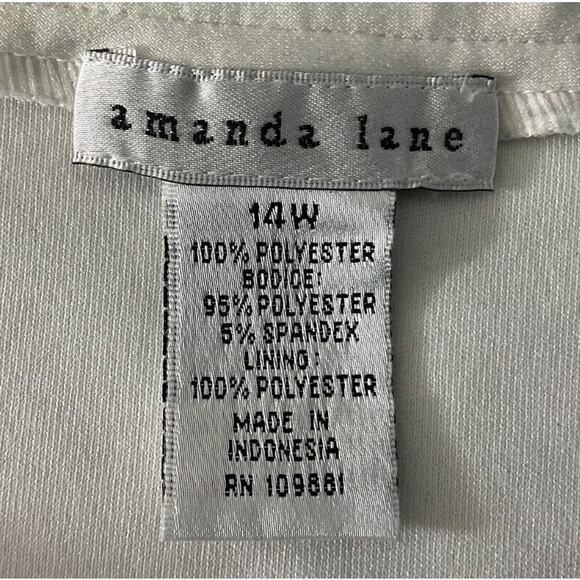 amanda lane
14W
100% POLYESTER
BODICE:
95% POLYESTER
5% SPANDEX
LINING:
100% POLYESTER
MADE IN
INDONESIA
RN 109881